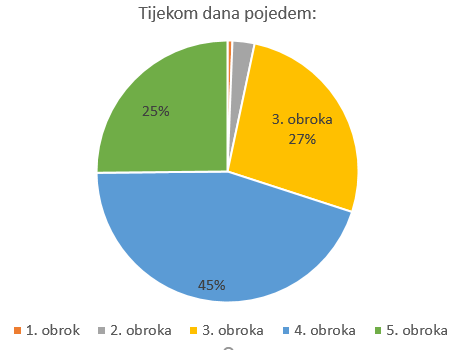 Tijekom dana pojedem:
25%
3. obroka
27%
45%
1. obrok 2. obroka 3. obroka 4. obroka 5. obroka